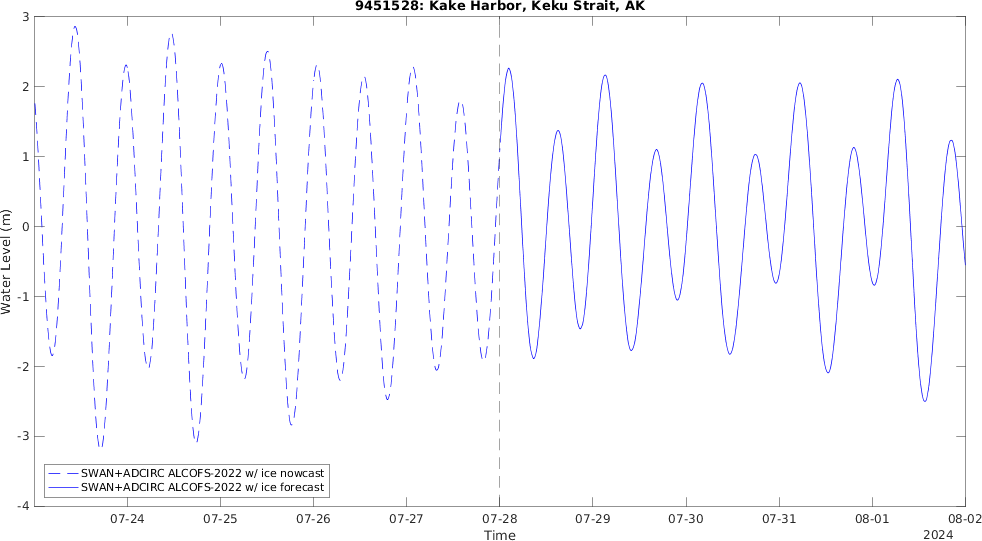 9451528: Kake Harbor, Keku Strait, AK
3
2
1
0
-1
-2
-3
-4
Water Level (m)
SWAN+ADCIRC ALCOFS-2022 w/ ice nowcast
SWAN+ADCIRC ALCOFS-2022 w/ ice forecast
07-24 07-25 07-26 07-27 07-28 07-29 07-30 07-31 08-01 08-02
Time
2024